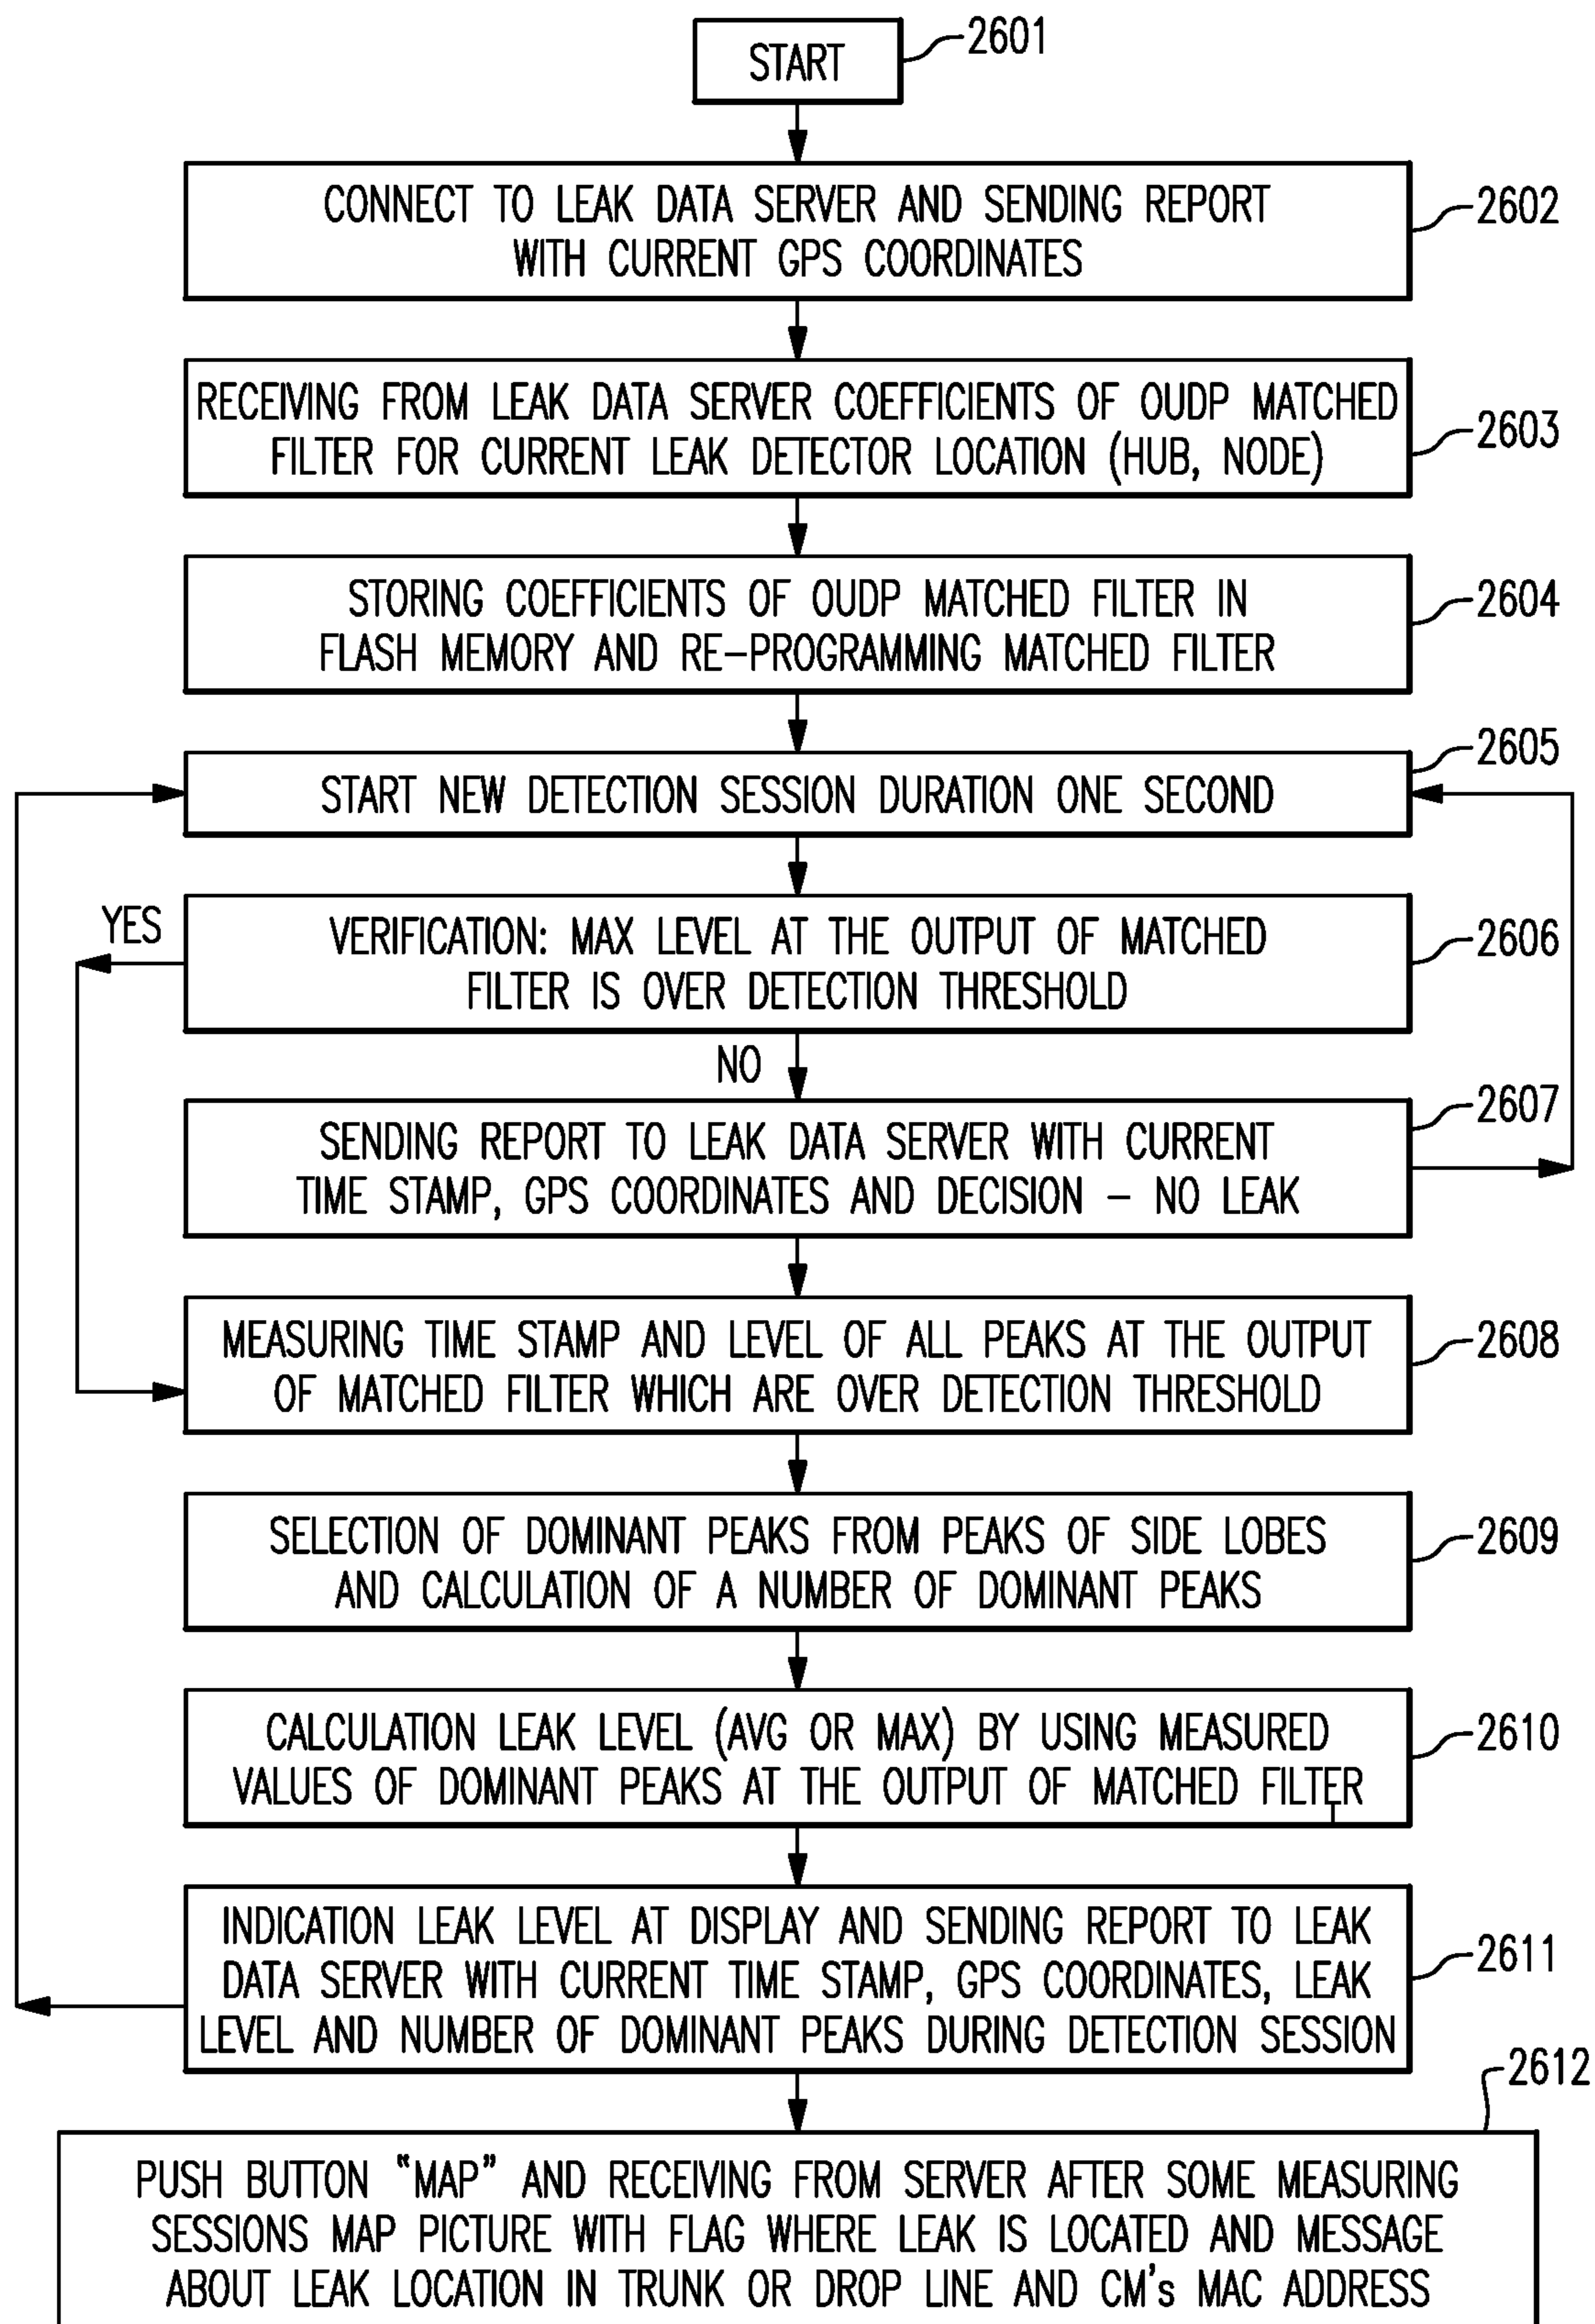 START
2601
CONNECT TO LEAK DATA SERVER AND SENDING REPORT
WITH CURRENT GPS COORDINATES
2602
RECEIVING FROM LEAK DATA SERVER COEFFICIENTS OF OUDP MATCHED
FILTER FOR CURRENT LEAK DETECTOR LOCATION (HUB, NODE)
2603
STORING COEFFICIENTS OF OUDP MATCHED FILTER IN
FLASH MEMORY AND RE-PROGRAMMING MATCHED FILTER
2604
START NEW DETECTION SESSION DURATION ONE SECOND
2605
YES
VERIFICATION: MAX LEVEL AT THE OUTPUT OF MATCHED
FILTER IS OVER DETECTION THRESHOLD
2606
NO
SENDING REPORT TO LEAK DATA SERVER WITH CURRENT
TIME STAMP, GPS COORDINATES AND DECISION – NO LEAK
2607
MEASURING TIME STAMP AND LEVEL OF ALL PEAKS AT THE OUTPUT
OF MATCHED FILTER WHICH ARE OVER DETECTION THRESHOLD
2608
SELECTION OF DOMINANT PEAKS FROM PEAKS OF SIDE LOBES
AND CALCULATION OF A NUMBER OF DOMINANT PEAKS
2609
CALCULATION LEAK LEVEL (AVG OR MAX) BY USING MEASURED
VALUES OF DOMINANT PEAKS AT THE OUTPUT OF MATCHED FILTER
2610
INDICATION LEAK LEVEL AT DISPLAY AND SENDING REPORT TO LEAK
DATA SERVER WITH CURRENT TIME STAMP, GPS COORDINATES, LEAK
LEVEL AND NUMBER OF DOMINANT PEAKS DURING DETECTION SESSION
2611
2612
PUSH BUTTON “MAP” AND RECEIVING FROM SERVER AFTER SOME MEASURING
SESSIONS MAP PICTURE WITH FLAG WHERE LEAK IS LOCATED AND MESSAGE
ABOUT LEAK LOCATION IN TRUNK OR DROP LINE AND CM's MAC ADDRESS